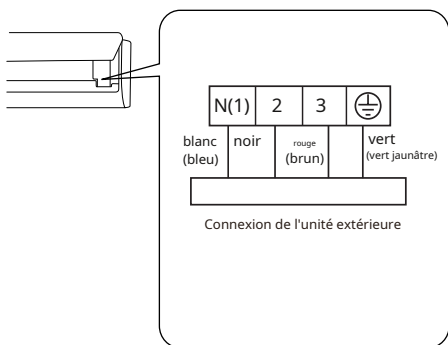 N(1) 2 3
blanc noir rouge vert
(bleu) (brun) (vert jaunâtre)
Connexion de l'unité extérieure